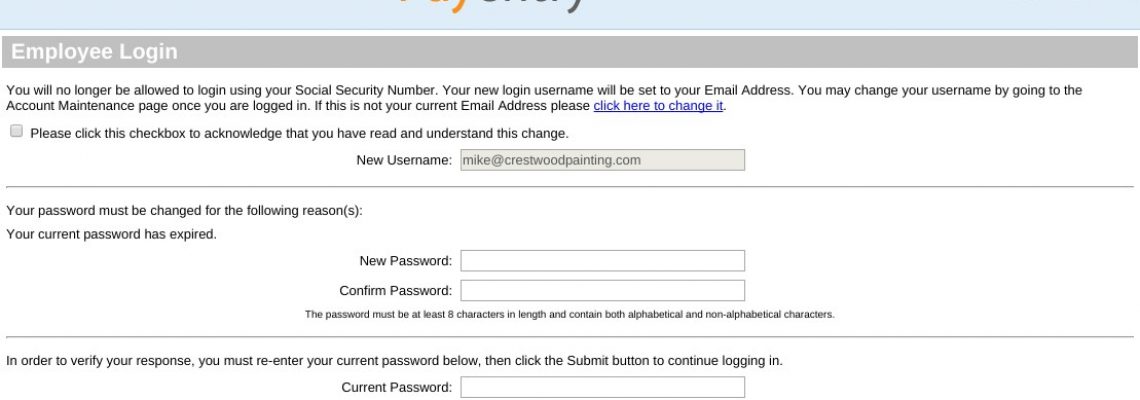 Payentry
Employee Login
You will no longer be allowed to login using your Social Security Number. Your new login username will be set to your Email Address. You may change your username by going to the
Account Maintenance page once you are logged in. If this is not your current Email Address please click here to change it.
Please click this checkbox to acknowledge that you have read and understand this change.
New Username: mike@crestwoodpainting.com
Your password must be changed for the following reason(s):
Your current password has expired.
New Password:
Confirm Password:
The password must be at least 8 characters in length and contain both alphabetical and non-alphabetical characters.
In order to verify your response, you must re-enter your current password below, then click the Submit button to continue logging in.
Current Password: